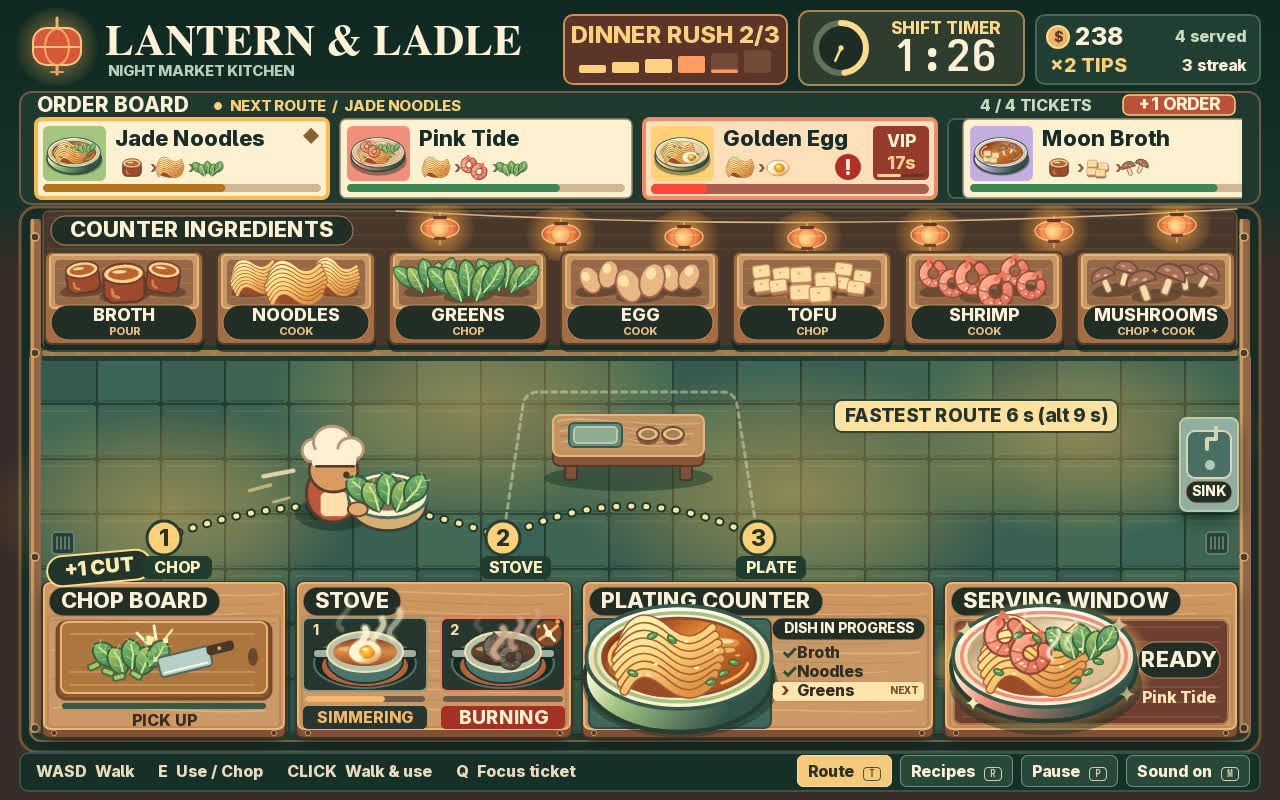 LANTERN & LADLE
NIGHT MARKET KITCHEN
DINNER RUSH 2/3
SHIFT TIMER
1:26
$ 238
4 served
×2 TIPS
3 streak
ORDER BOARD
NEXT ROUTE / JADE NOODLES
4 / 4 TICKETS
+1 ORDER
Jade Noodles
Pink Tide
Golden Egg
!
VIP
17s
Moon Broth
COUNTER INGREDIENTS
BROTH
POUR
NOODLES
COOK
GREENS
CHOP
EGG
COOK
TOFU
CHOP
SHRIMP
COOK
MUSHROOMS
CHOP + COOK
FASTEST ROUTE 6 s (alt 9 s)
SINK
1
CHOP
2
STOVE
3
PLATE
+1 CUT
CHOP BOARD
PICK UP
STOVE
1
SIMMERING
2
BURNING
PLATING COUNTER
DISH IN PROGRESS
Broth
Noodles
Greens NEXT
SERVING WINDOW
READY
Pink Tide
WASD Walk E Use / Chop CLICK Walk & use Q Focus ticket
Route T Recipes R Pause P Sound on M